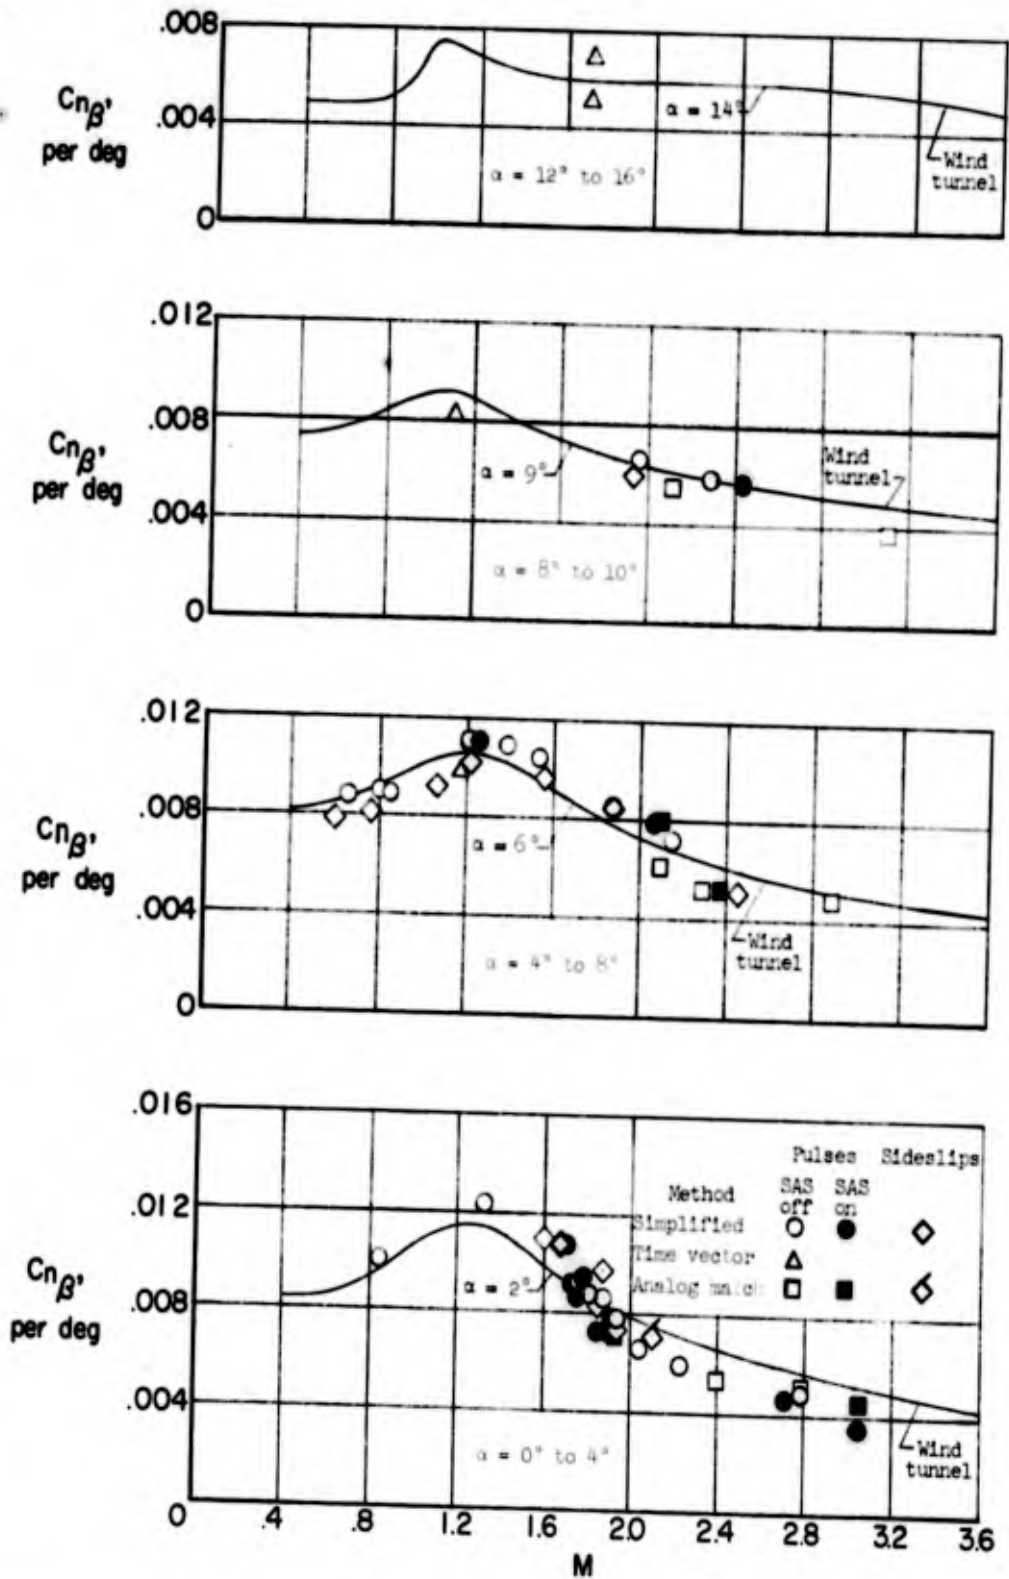 .008
Cnβ,
per deg
.004
0
α = 14°
α = 12° to 16°
Wind
tunnel
.012
.008
Cnβ,
per deg
.004
0
α = 9°
Wind
tunnel
α = 8° to 10°
.012
.008
Cnβ,
per deg
.004
0
α = 6°
Wind
tunnel
α = 4° to 8°
.016
.012
Cnβ,
per deg
.008
.004
0
Pulses Sideslips
Method SAS off SAS on
Simplified
Time vector
Analog match
α = 2°
α = 0° to 4°
Wind
tunnel
0 .4 .8 1.2 1.6 2.0 2.4 2.8 3.2 3.6
M